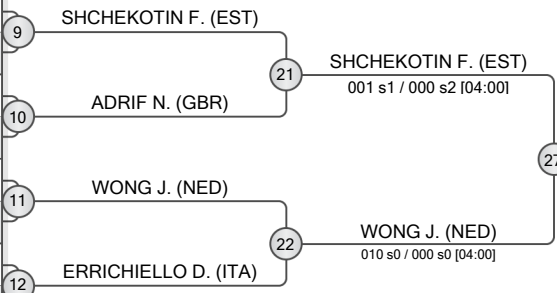 SHCHEKOTIN F. (EST)
9
21
SHCHEKOTIN F. (EST)
001 s1 / 000 s2 [04:00]
ADRIF N. (GBR)
10
27
WONG J. (NED)
11
22
WONG J. (NED)
010 s0 / 000 s0 [04:00]
ERRICHIELLO D. (ITA)
12